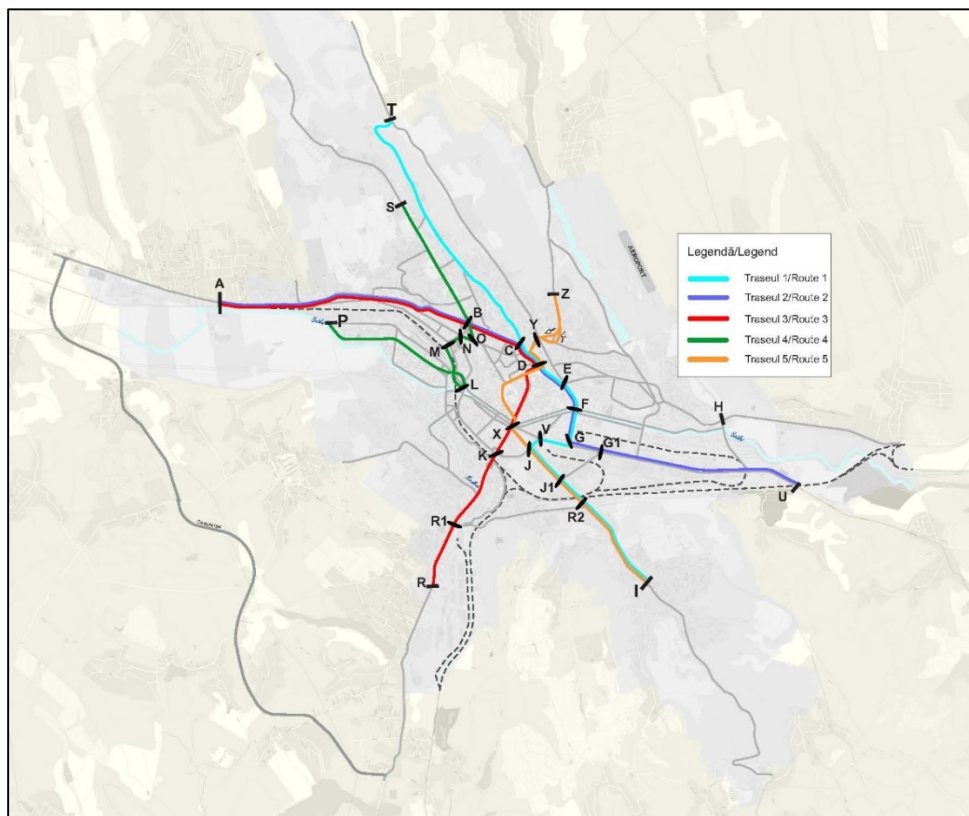 T
S
A
P
B
O
N
M
L
C
Y
Z
D
E
F
H
X
V
G
G1
K
J
J1
U
R1
R2
R
I
AEROPORT
Legendă/Legend
Traseul 1/Route 1
Traseul 2/Route 2
Traseul 3/Route 3
Traseul 4/Route 4
Traseul 5/Route 5